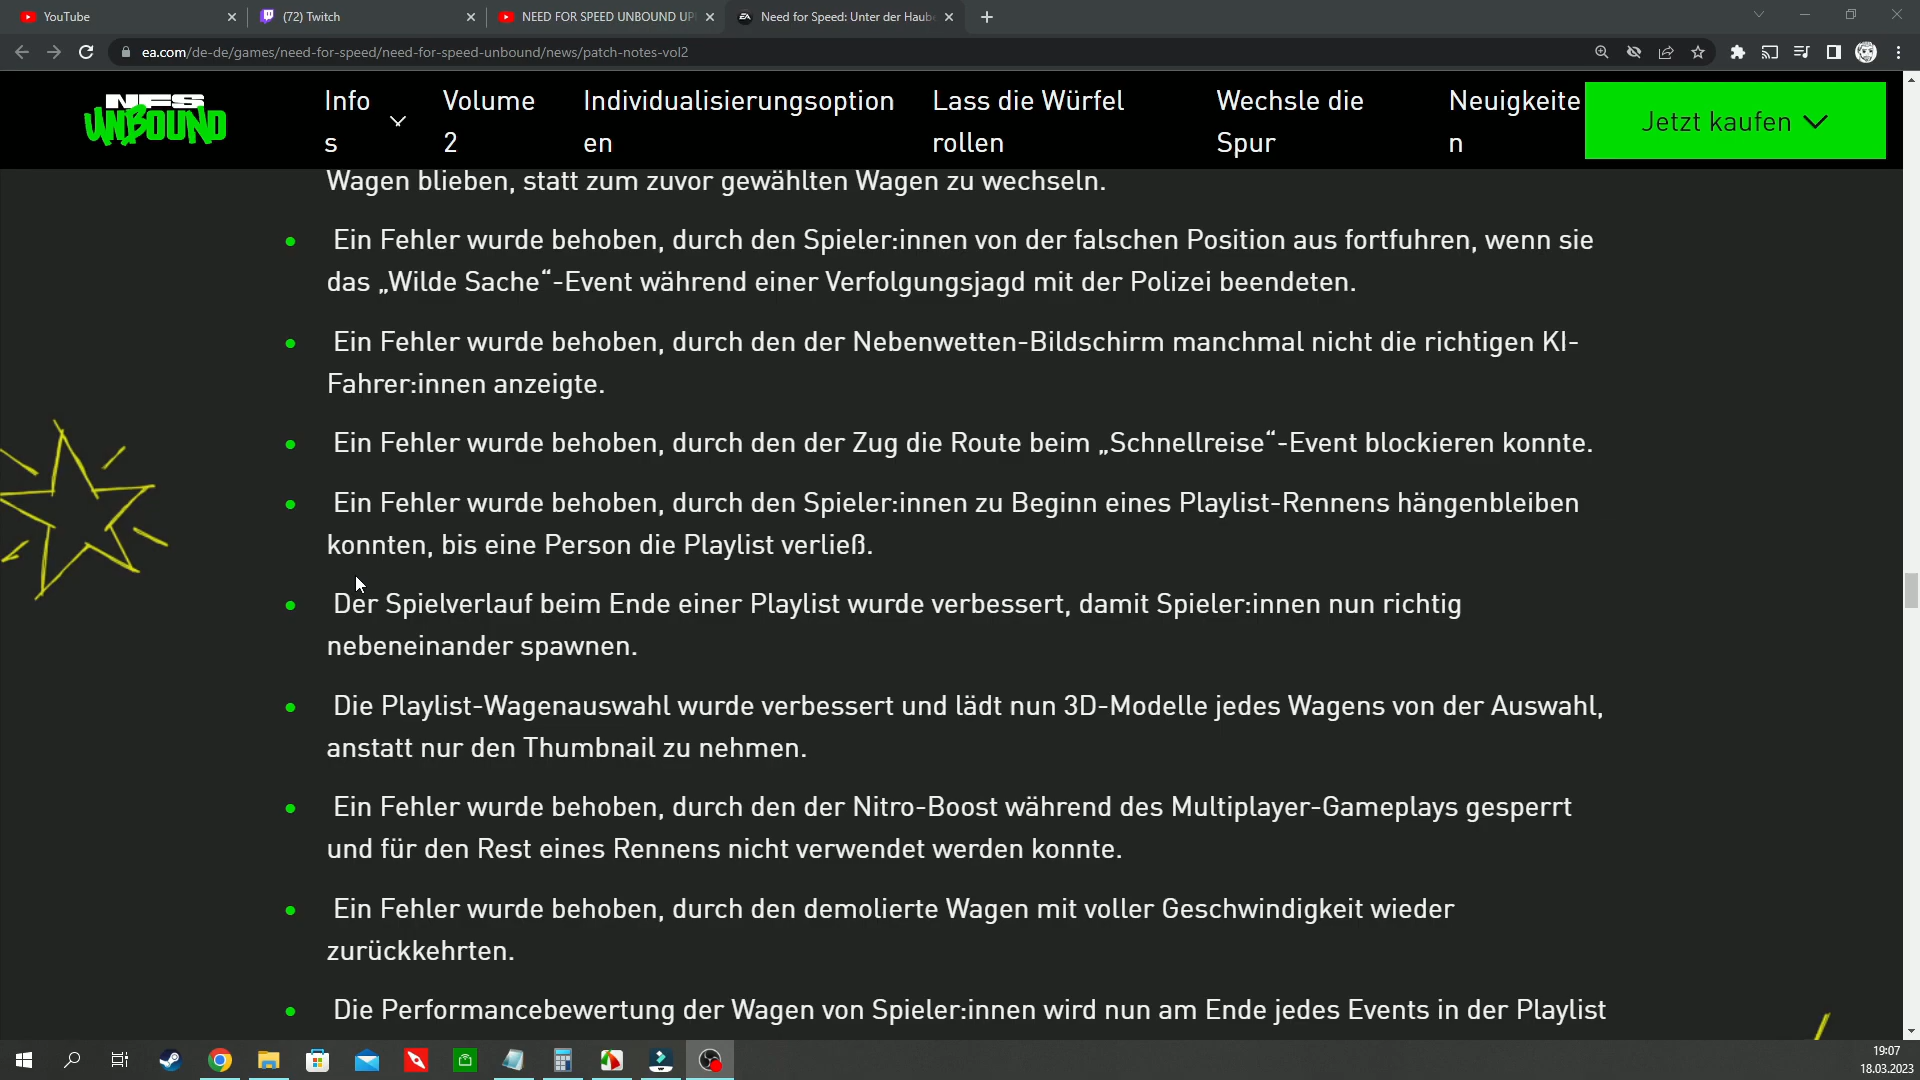 YouTube
(72) Twitch
NEED FOR SPEED UNBOUND UP
Need for Speed: Unter der Haub
ea.com/de-de/games/need-for-speed/need-for-speed-unbound/news/patch-notes-vol2
NFS
UNBOUND
Info
s
Volume
2
Individualisierungsoption
en
Lass die Würfel
rollen
Wechsle die
Spur
Neuigkeite
n
Jetzt kaufen
Wagen blieben, statt zum zuvor gewählten Wagen zu wechseln.
Ein Fehler wurde behoben, durch den Spieler:innen von der falschen Position aus fortfuhren, wenn sie
das „Wilde Sache“-Event während einer Verfolgungsjagd mit der Polizei beendeten.
Ein Fehler wurde behoben, durch den der Nebenwetten-Bildschirm manchmal nicht die richtigen KI-
Fahrer:innen anzeigte.
Ein Fehler wurde behoben, durch den der Zug die Route beim „Schnellreise“-Event blockieren konnte.
Ein Fehler wurde behoben, durch den Spieler:innen zu Beginn eines Playlist-Rennens hängenbleiben
konnten, bis eine Person die Playlist verließ.
Der Spielverlauf beim Ende einer Playlist wurde verbessert, damit Spieler:innen nun richtig
nebeneinander spawnen.
Die Playlist-Wagenauswahl wurde verbessert und lädt nun 3D-Modelle jedes Wagens von der Auswahl,
anstatt nur den Thumbnail zu nehmen.
Ein Fehler wurde behoben, durch den der Nitro-Boost während des Multiplayer-Gameplays gesperrt
und für den Rest eines Rennens nicht verwendet werden konnte.
Ein Fehler wurde behoben, durch den demolierte Wagen mit voller Geschwindigkeit wieder
zurückkehrten.
Die Performancebewertung der Wagen von Spieler:innen wird nun am Ende jedes Events in der Playlist
19:07
18.03.2023